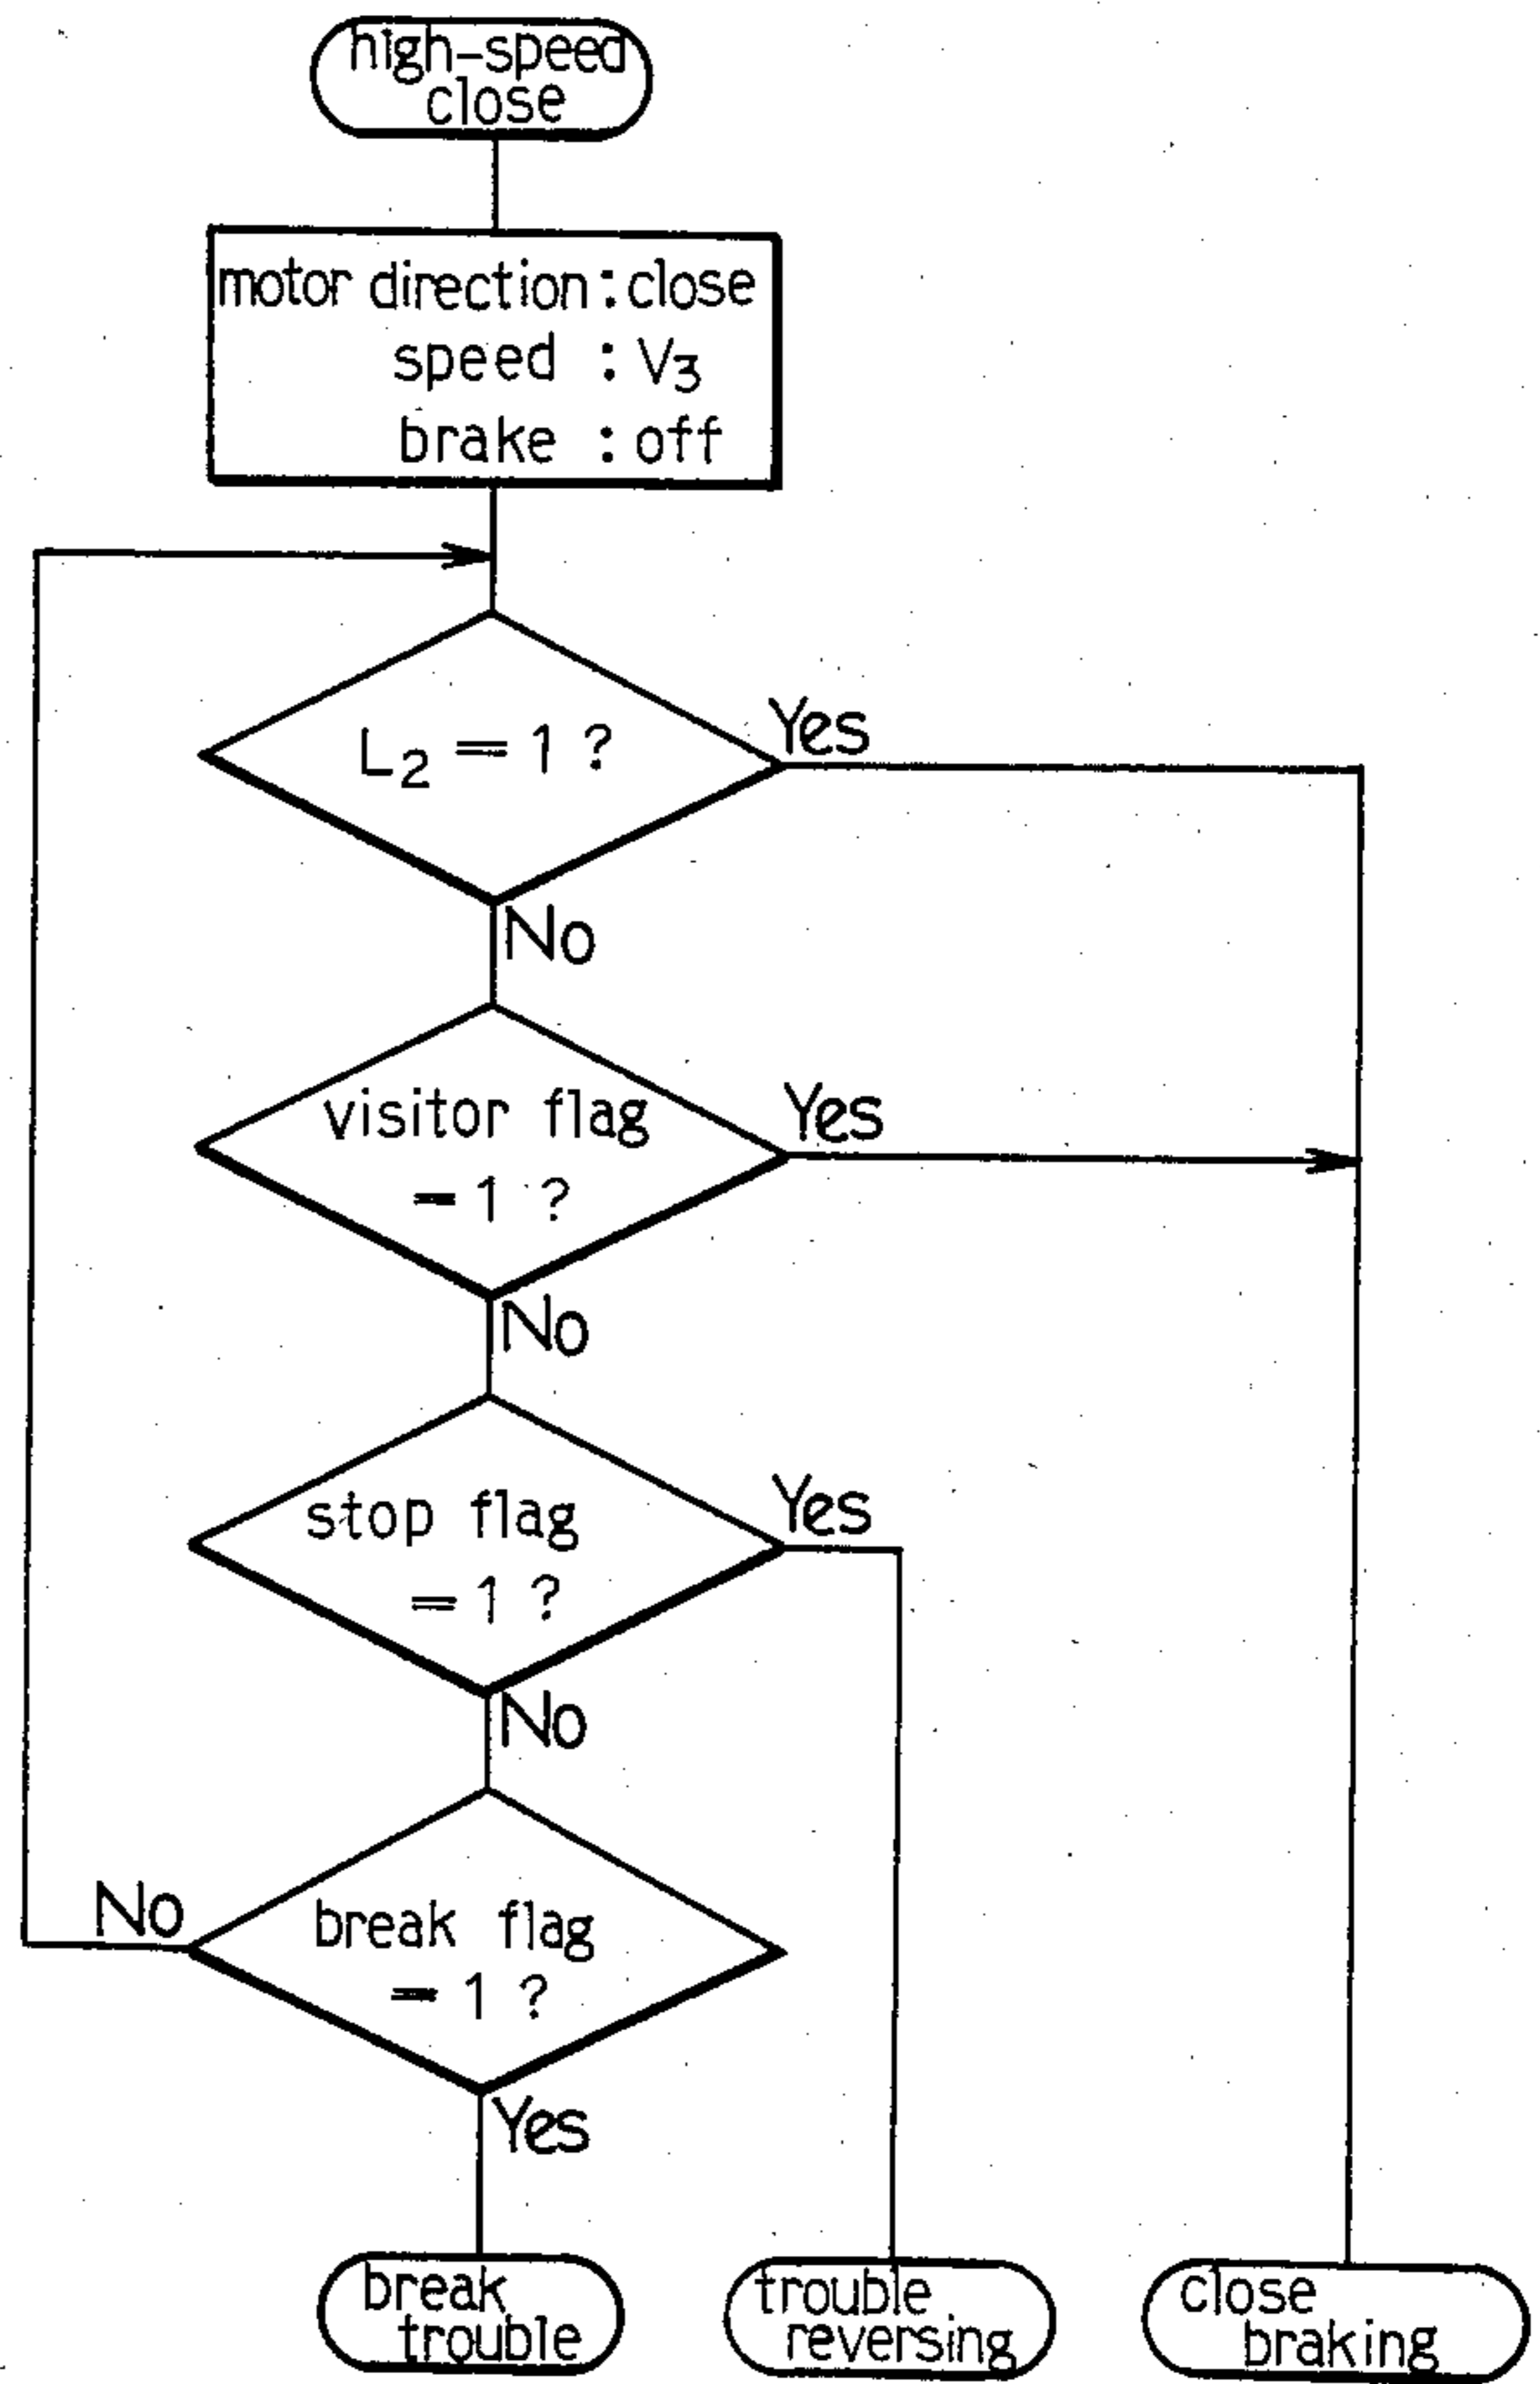 high-speed
close
motor direction : close
speed : V₃
brake : off
L₂ = 1 ?
Yes
No
visitor flag
= 1 ?
Yes
No
stop flag
= 1 ?
Yes
No
break flag
= 1 ?
No
Yes
break
trouble
trouble
reversing
close
braking